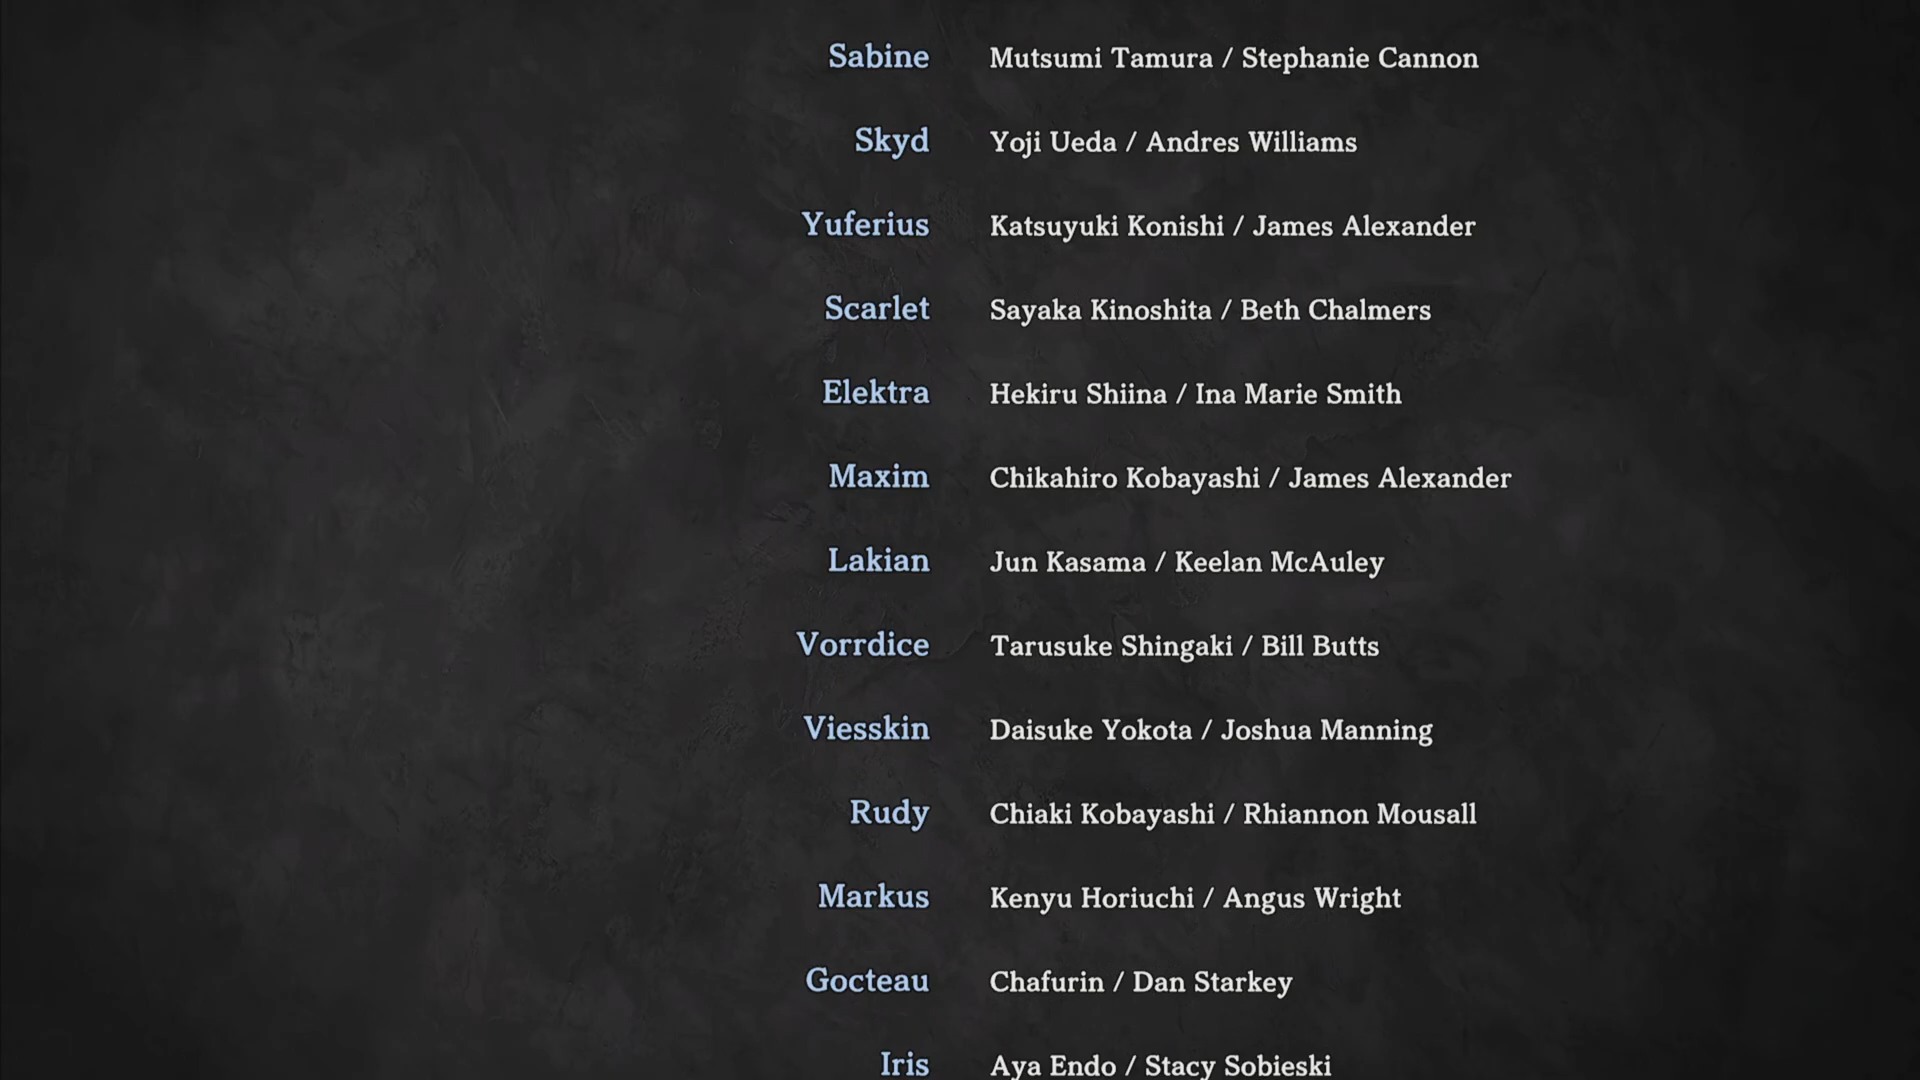 Sabine Mutsumi Tamura / Stephanie Cannon
Skyd Yoji Ueda / Andres Williams
Yuferius Katsuyuki Konishi / James Alexander
Scarlet Sayaka Kinoshita / Beth Chalmers
Elektra Hekiru Shiina / Ina Marie Smith
Maxim Chikahiro Kobayashi / James Alexander
Lakian Jun Kasama / Keelan McAuley
Vorrdice Tarusuke Shingaki / Bill Butts
Viesskin Daisuke Yokota / Joshua Manning
Rudy Chiaki Kobayashi / Rhiannon Mousall
Markus Kenyu Horiuchi / Angus Wright
Gocteau Chafurin / Dan Starkey
Iris Aya Endo / Stacy Sobieski